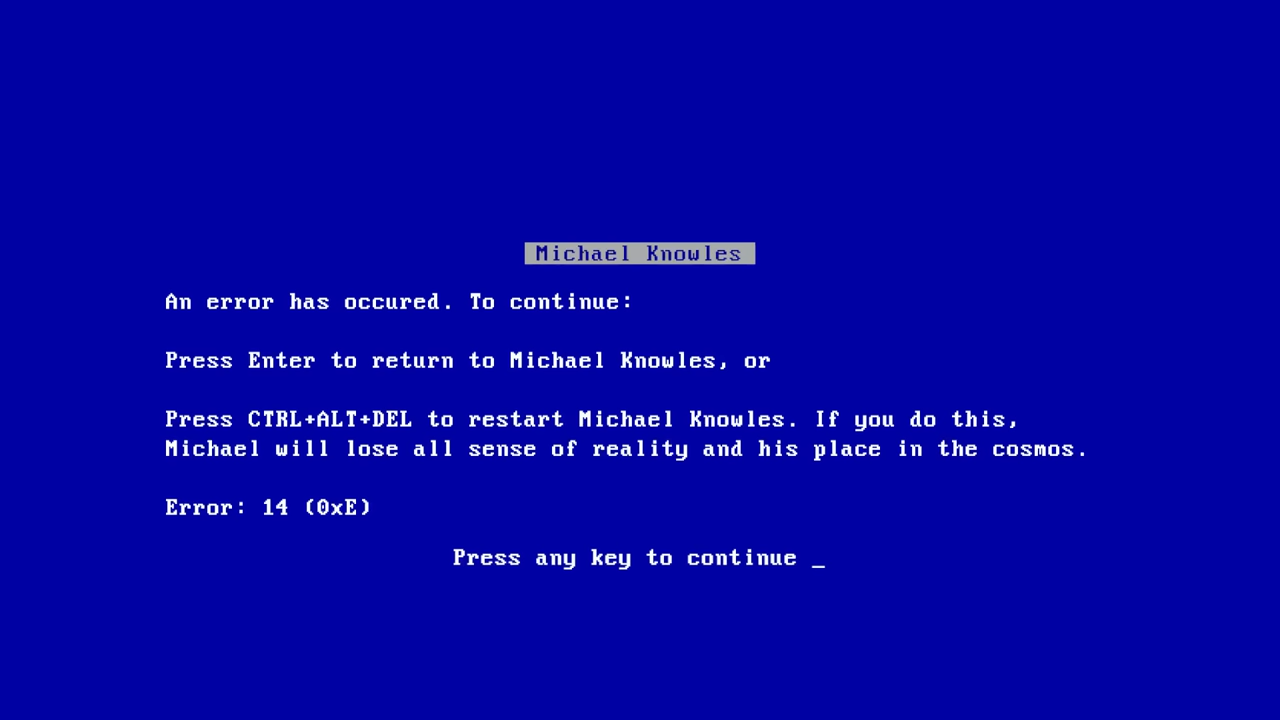 Michael Knowles
An error has occured. To continue:
Press Enter to return to Michael Knowles, or
Press CTRL+ALT+DEL to restart Michael Knowles. If you do this,
Michael will lose all sense of reality and his place in the cosmos.
Error: 14 (0xE)
Press any key to continue _